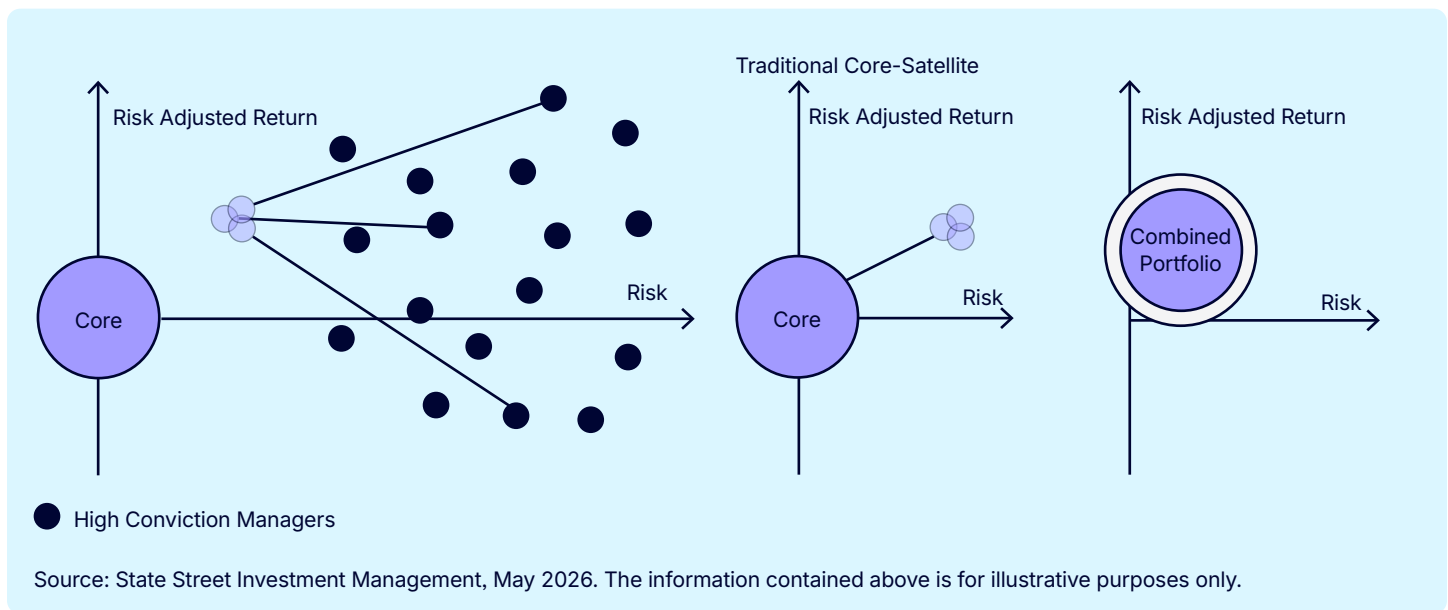 Traditional Core-Satellite
Risk Adjusted Return
Risk
Core
Risk Adjusted Return
Risk
Core
Risk Adjusted Return
Combined
Portfolio
Risk
High Conviction Managers
Source: State Street Investment Management, May 2026. The information contained above is for illustrative purposes only.